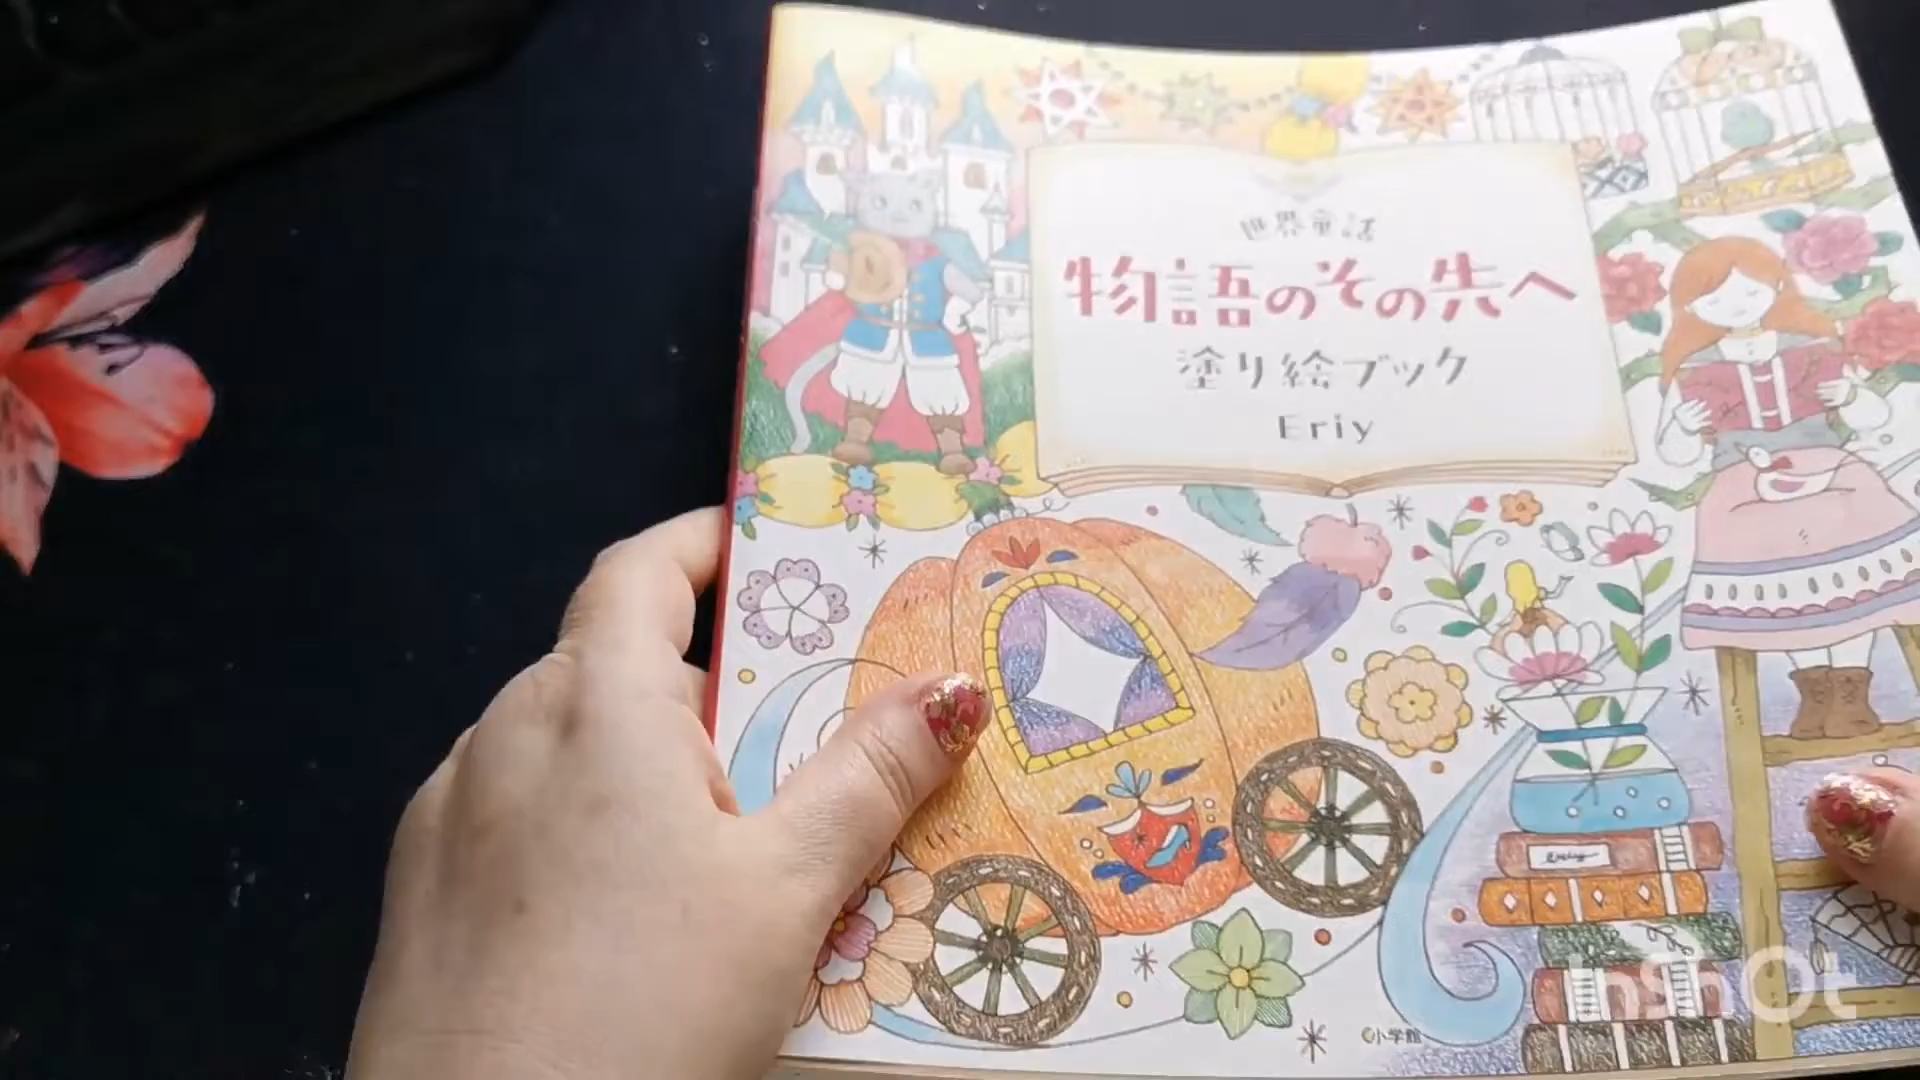 世界童話
物語のその先へ
塗り絵ブック
Eriy
小学館
InShOt